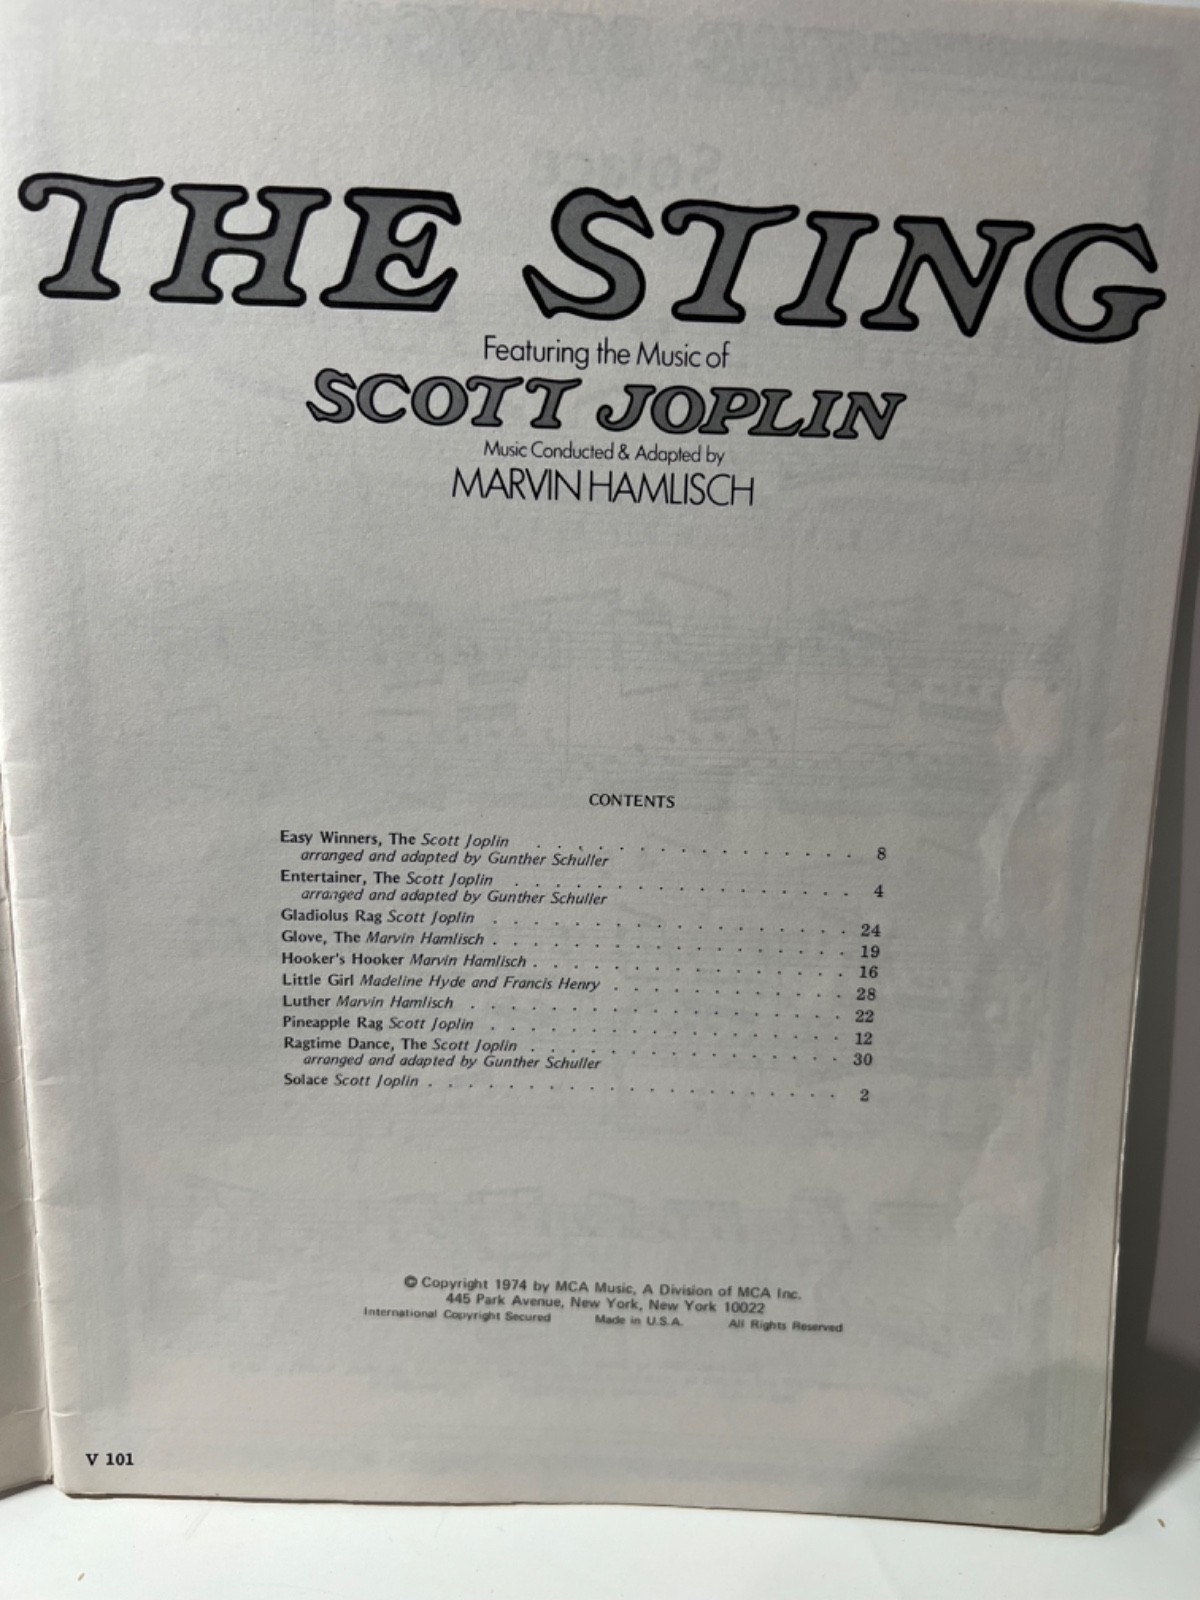 THE STING
Featuring the Music of
SCOTT JOPLIN
Music Conducted & Adapted by
MARVIN HAMLISCH
CONTENTS
Easy Winners, The Scott Joplin . . . . . . . . . . . . . . . . 8
arranged and adapted by Gunther Schuller
Entertainer, The Scott Joplin . . . . . . . . . . . . . . . . 4
arranged and adapted by Gunther Schuller
Gladiolus Rag Scott Joplin . . . . . . . . . . . . . . . . . 24
Glove, The Marvin Hamlisch . . . . . . . . . . . . . . . . . 19
Hooker's Hooker Marvin Hamlisch . . . . . . . . . . . . . . . 16
Little Girl Madeline Hyde and Francis Henry . . . . . . . . . . 28
Luther Marvin Hamlisch . . . . . . . . . . . . . . . . . . 22
Pineapple Rag Scott Joplin . . . . . . . . . . . . . . . . . 12
Ragtime Dance, The Scott Joplin . . . . . . . . . . . . . . . 30
arranged and adapted by Gunther Schuller
Solace Scott Joplin . . . . . . . . . . . . . . . . . . . 2
© Copyright 1974 by MCA Music, A Division of MCA Inc.
445 Park Avenue, New York, New York 10022
International Copyright Secured Made in U.S.A. All Rights Reserved
V 101